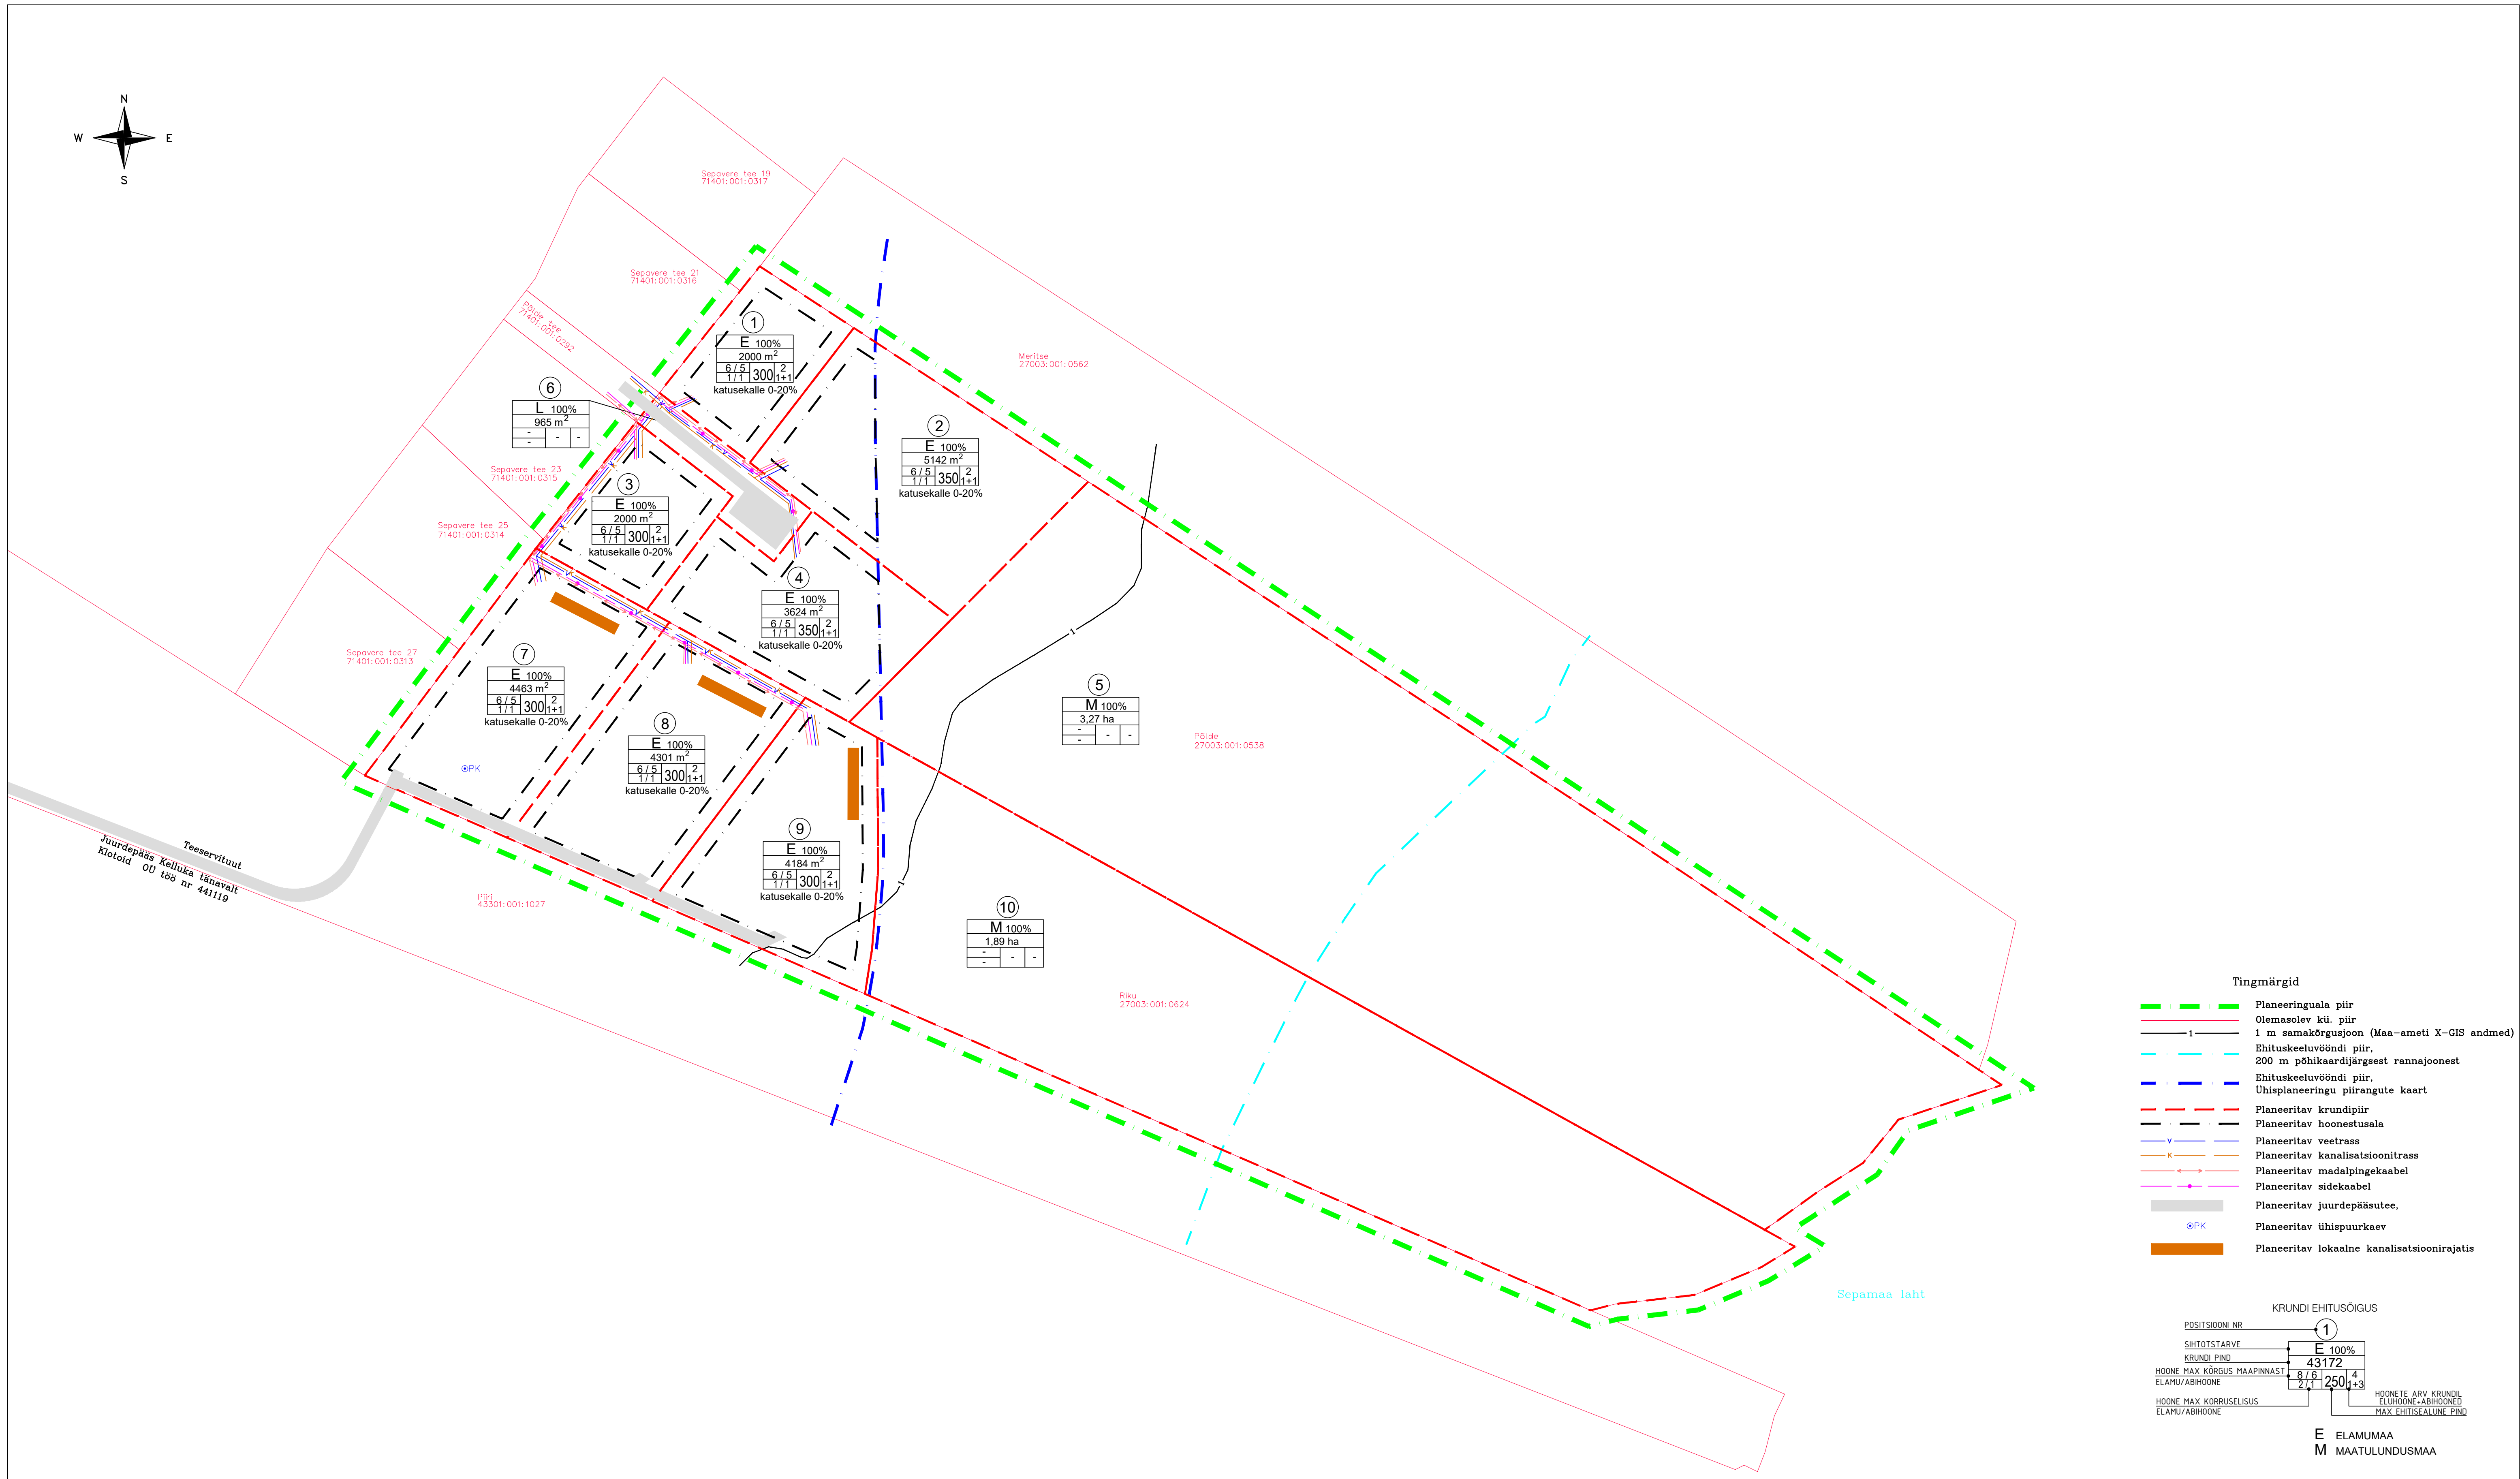 N
W E
S
Sepavere tee 19
71401:001:0317
Sepavere tee 21
71401:001:0316
Põlde tee
71401:001:0292
Meritse
27003:001:0562
1
E 100%
2000 m²
6 / 5 300 2
1 / 1 1+1
katusekalle 0-20%
6
L 100%
965 m²
- - -
-
2
E 100%
5142 m²
6 / 5 350 2
1 / 1 1+1
katusekalle 0-20%
Sepavere tee 23
71401:001:0315
3
E 100%
2000 m²
6 / 5 300 2
1 / 1 1+1
katusekalle 0-20%
Sepavere tee 25
71401:001:0314
4
E 100%
3624 m²
6 / 5 350 2
1 / 1 1+1
katusekalle 0-20%
1
Sepavere tee 27
71401:001:0313
7
E 100%
4463 m²
6 / 5 300 2
1 / 1 1+1
katusekalle 0-20%
5
M 100%
3,27 ha
- - -
-
Põlde
27003:001:0538
8
E 100%
4301 m²
6 / 5 300 2
1 / 1 1+1
katusekalle 0-20%
PK
9
E 100%
4184 m²
6 / 5 300 2
1 / 1 1+1
katusekalle 0-20%
1
Teeservituut
Juurdepääs Kelluka tänavalt
Klotoid OÜ töö nr 441119
Piiri
43301:001:1027
10
M 100%
1,89 ha
- - -
-
Riku
27003:001:0624
Sepamaa laht
Tingmärgid
Planeeringuala piir
Olemasolev kü. piir
1 1 m samakõrgusjoon (Maa-ameti X-GIS andmed)
Ehituskeeluvööndi piir,
200 m põhikaardijärgsest rannajoonest
Ehituskeeluvööndi piir,
Ühisplaneeringu piirangute kaart
Planeeritav krundipiir
Planeeritav hoonestusala
V Planeeritav veetrass
K Planeeritav kanalisatsioonitrass
Planeeritav madalpingekaabel
Planeeritav sidekaabel
Planeeritav juurdepääsutee,
PK Planeeritav ühispuurkaev
Planeeritav lokaalne kanalisatsioonirajatis
KRUNDI EHITUSÕIGUS
POSITSIOONI NR 1
SIHTOTSTARVE E 100%
KRUNDI PIND 43172
HOONE MAX KÕRGUS MAAPINNAST
ELAMU/ABIHOONE
8 / 6 250 4
2 / 1 1+3
HOONE MAX KORRUSELISUS
ELAMU/ABIHOONE
HOONETE ARV KRUNDIL
ELUHOONE+ABIHOONED
MAX EHITISEALUNE PIND
E ELAMUMAA
M MAATULUNDUSMAA